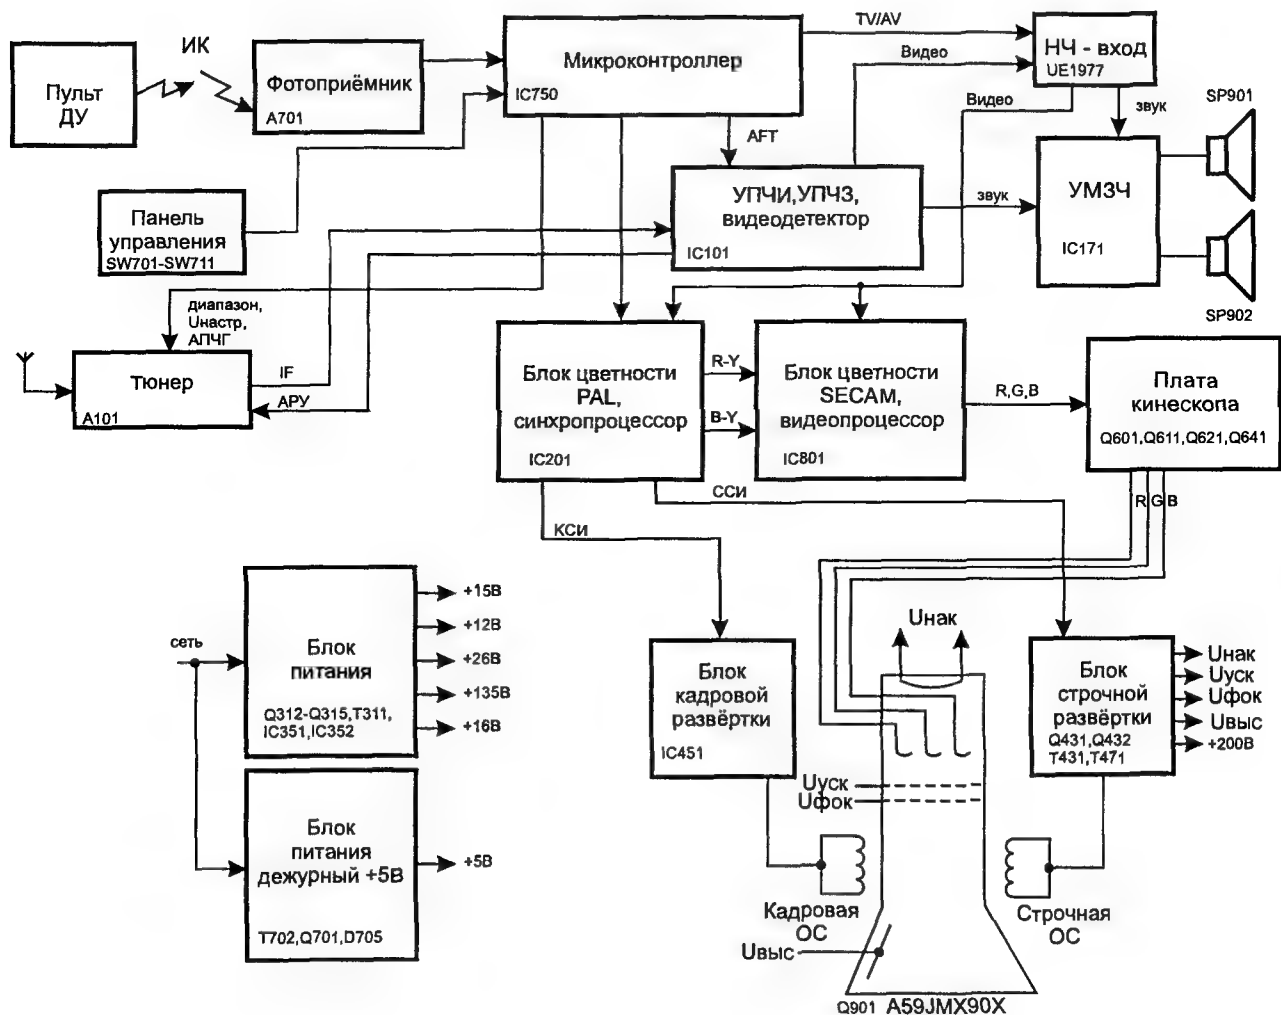 TV/AV
ИК
Пульт
ДУ
Фотоприёмник
A701
Микроконтроллер
IC750
Видео
НЧ - вход
UE1977
Видео
звук
SP901
AFT
УПЧИ,УПЧЗ,
видеодетектор
IC101
звук
УМЗЧ
IC171
SP902
Панель
управления
SW701-SW711
диапазон,
Uнастр,
АПЧГ
Тюнер
A101
IF
АРУ
Блок цветности
PAL,
синхропроцессор
IC201
R-Y
B-Y
Блок цветности
SECAM,
видеопроцессор
IC801
R,G,B
Плата
кинескопа
Q601,Q611,Q621,Q641
R G B
ССИ
КСИ
сеть
Блок
питания
Q312-Q315,T311,
IC351,IC352
+15В
+12В
+26В
+135В
+16В
Блок
питания
дежурный +5В
T702,Q701,D705
+5В
Блок
кадровой
развёртки
IC451
Uнак
Uуск
Uфок
Блок
строчной
развёртки
Q431,Q432
T431,T471
Uнак
Uуск
Uфок
Uвыс
+200В
Кадровая
ОС
Строчная
ОС
Uвыс
Q901 A59JMX90X